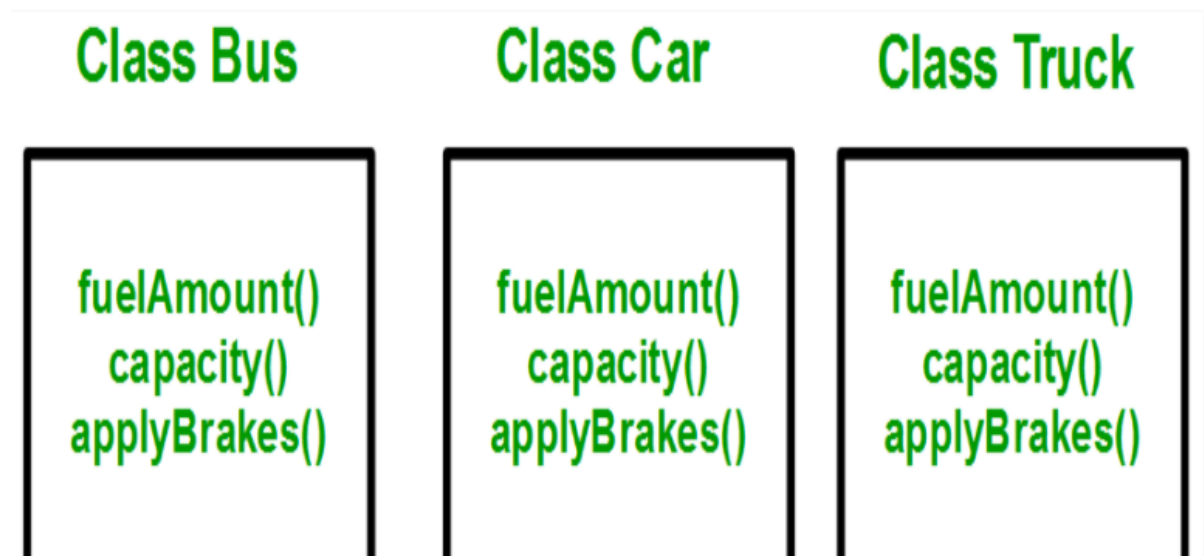 Class Bus
Class Car
Class Truck
fuelAmount()
capacity()
applyBrakes()
fuelAmount()
capacity()
applyBrakes()
fuelAmount()
capacity()
applyBrakes()